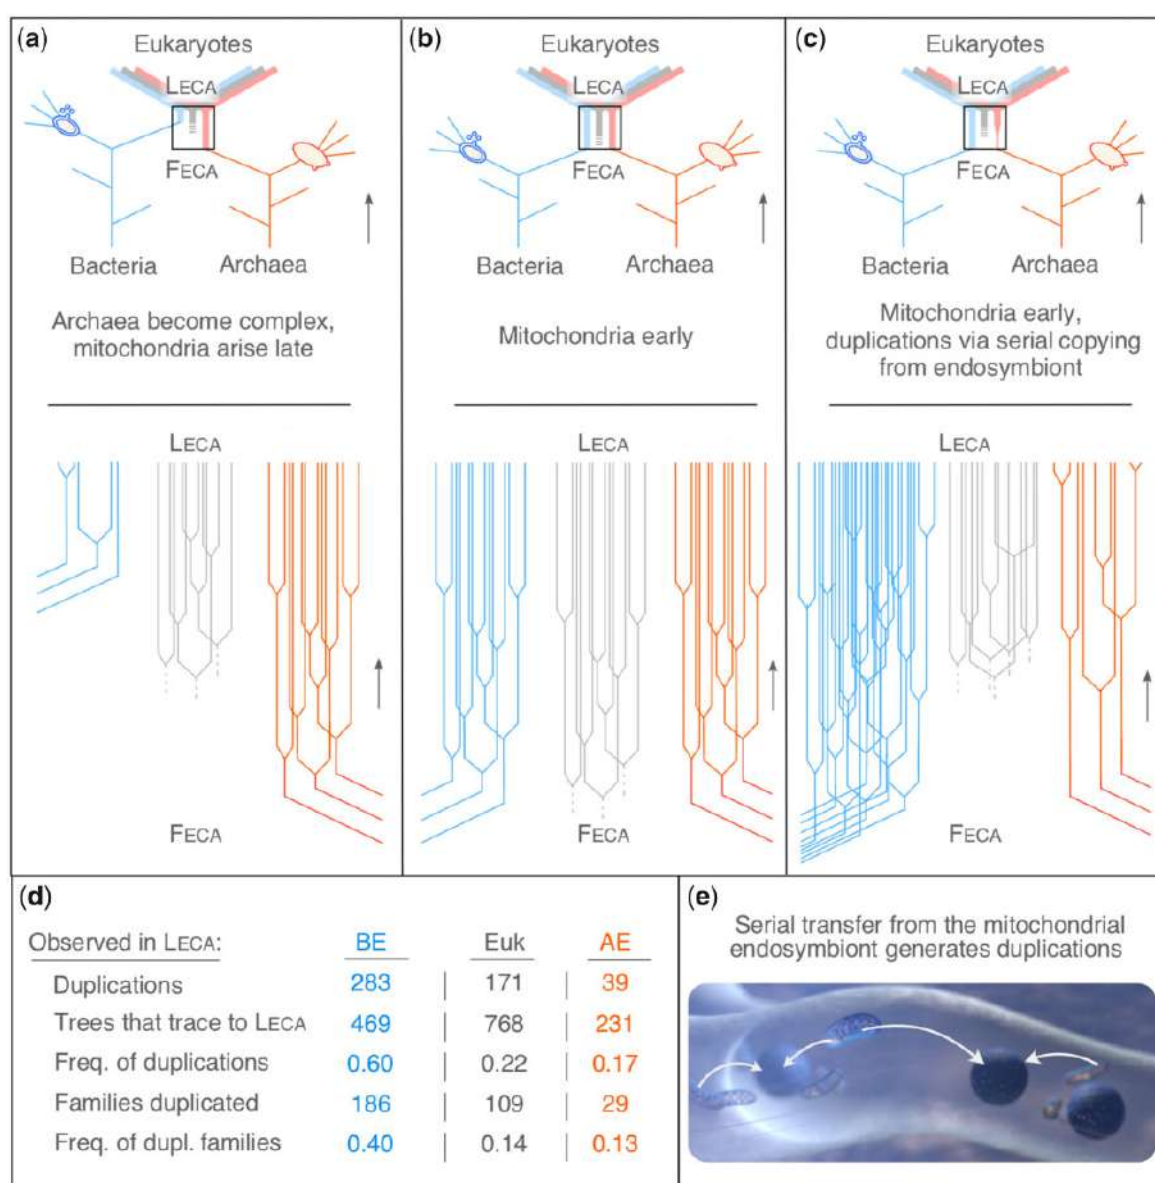 (a)
Eukaryotes
LECA
FECA
Bacteria
Archaea
Archaea become complex,
mitochondria arise late
LECA
FECA
(b)
Eukaryotes
LECA
FECA
Bacteria
Archaea
Mitochondria early
FECA
(c)
Eukaryotes
LECA
FECA
Bacteria
Archaea
Mitochondria early,
duplications via serial copying
from endosymbiont
LECA
FECA
(d)
Observed in LECA: BE Euk AE
Duplications 283 | 171 | 39
Trees that trace to LECA 469 | 768 | 231
Freq. of duplications 0.60 | 0.22 | 0.17
Families duplicated 186 | 109 | 29
Freq. of dupl. families 0.40 | 0.14 | 0.13
(e)
Serial transfer from the mitochondrial
endosymbiont generates duplications